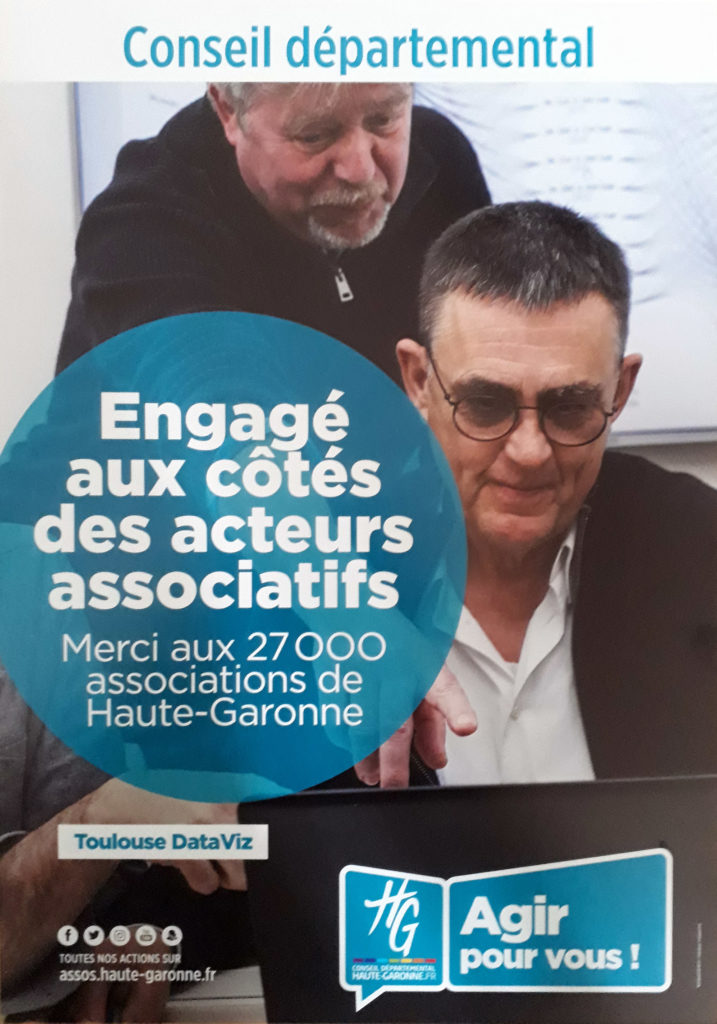 Conseil départemental
Engagé
aux côtés
des acteurs
associatifs
Merci aux 27 000
associations de
Haute-Garonne
Toulouse DataViz
TOUTES NOS ACTIONS SUR
assos.haute-garonne.fr
HG
CONSEIL DÉPARTEMENTAL
HAUTE-GARONNE.FR
Agir
pour vous !